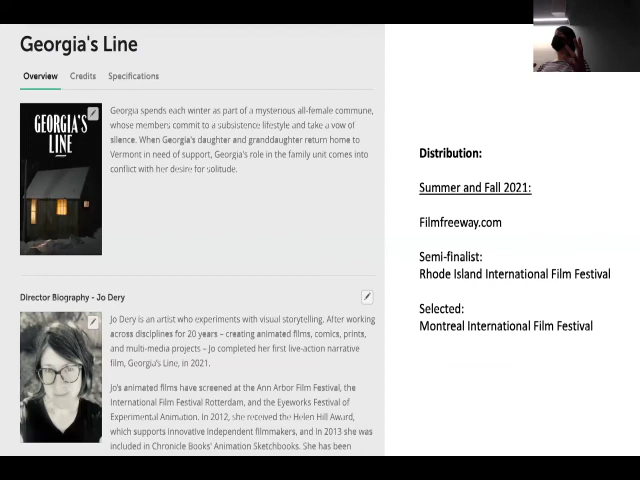 Georgia's Line
Overview Credits Specifications
GEORGIA'S
LINE
Georgia spends each winter as part of a mysterious all-female commune,
whose members commit to a subsistence lifestyle and take a vow of
silence. When Georgia's daughter and granddaughter return home to
Vermont in need of support, Georgia's role in the family unit comes into
conflict with her desire for solitude.
Director Biography - Jo Dery
Jo Dery is an artist who experiments with visual storytelling. After working
across disciplines for 20 years – creating animated films, comics, prints,
and multi-media projects – Jo completed her first live-action narrative
film, Georgia's Line, in 2021.
Jo's animated films have screened at the Ann Arbor Film Festival, the
International Film Festival Rotterdam, and the Eyeworks Festival of
Experimental Animation. In 2012, she received the Helen Hill Award,
which supports innovative independent filmmakers, and in 2013 she was
included in Chronicle Books' Animation Sketchbooks. She has been
Distribution:
Summer and Fall 2021:
Filmfreeway.com
Semi-finalist:
Rhode Island International Film Festival
Selected:
Montreal International Film Festival